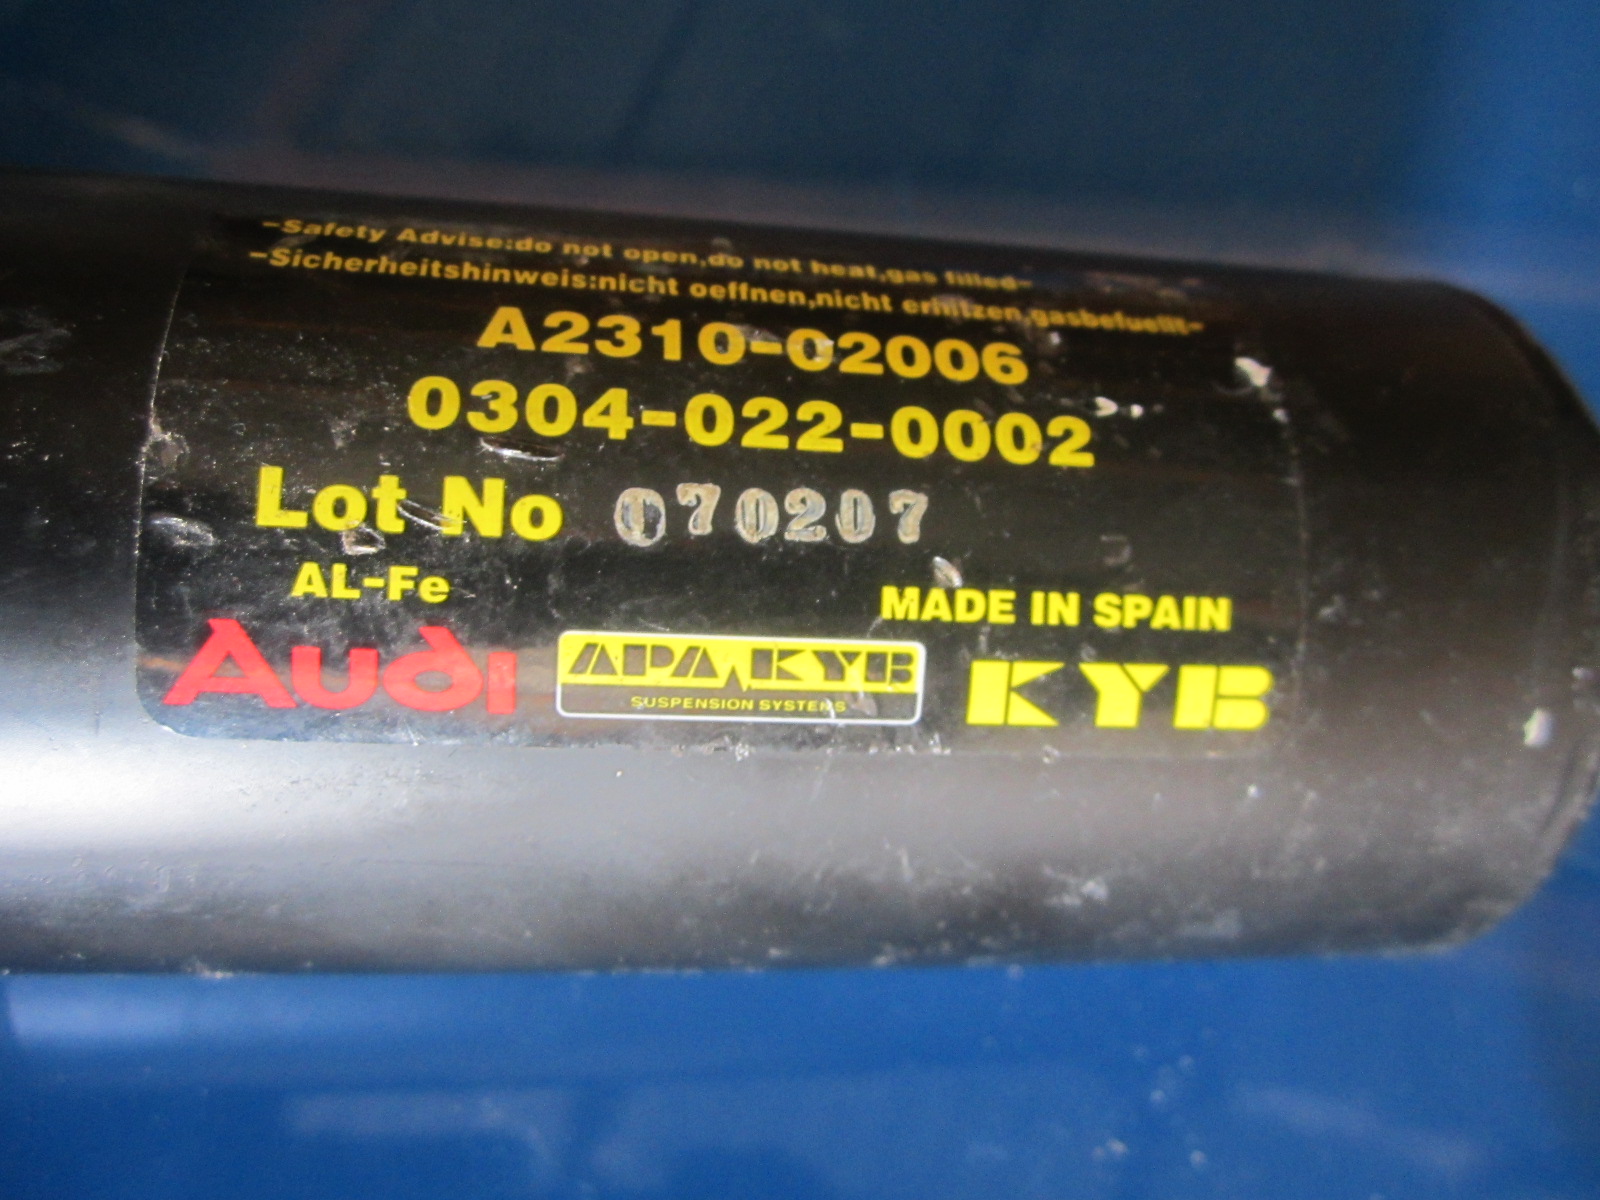 -Safety Advise:do not open,do not heat,gas filled-
-Sicherheitshinweis:nicht oeffnen,nicht erhitzen,gasbefuellt-
A2310-02006
0304-022-0002
Lot No 070207
AL-Fe
MADE IN SPAIN
Audi
APA KYB
SUSPENSION SYSTEMS
KYB